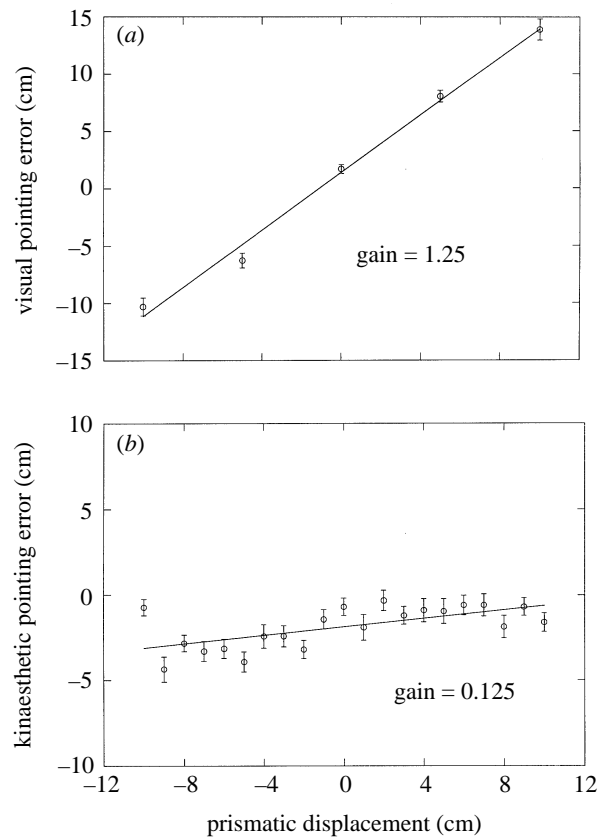 (a)
15
10
5
0
–5
–10
–15
visual pointing error (cm)
gain = 1.25
(b)
10
5
0
–5
–10
kinaesthetic pointing error (cm)
gain = 0.125
–12 –8 –4 0 4 8 12
prismatic displacement (cm)